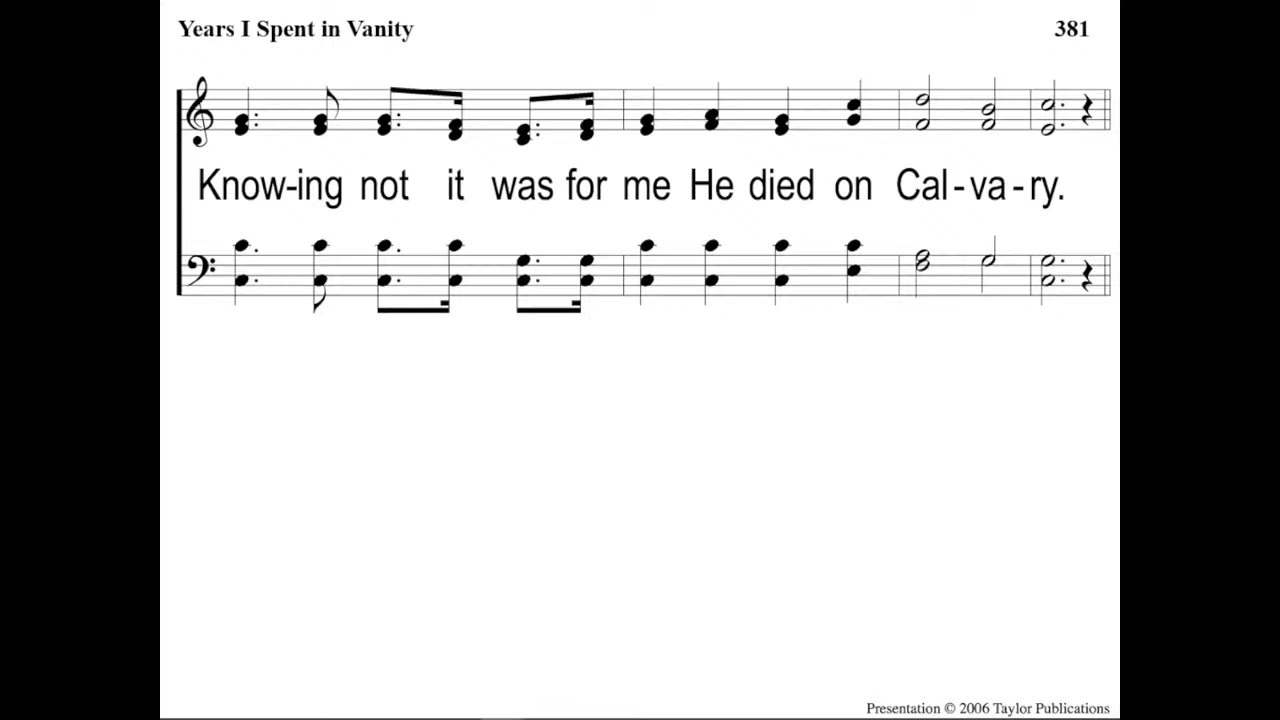 Years I Spent in Vanity 381
Know-ing not it was for me He died on Cal-va-ry.
Presentation © 2006 Taylor Publications